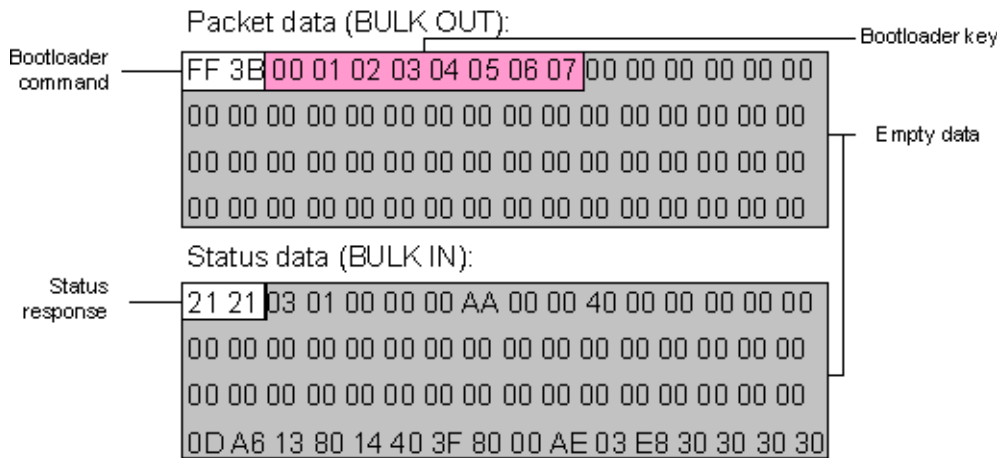 Packet data (BULK OUT):
Bootloader key
Bootloader
command
FF 3B 00 01 02 03 04 05 06 07 00 00 00 00 00 00
00 00 00 00 00 00 00 00 00 00 00 00 00 00 00 00
Empty data
00 00 00 00 00 00 00 00 00 00 00 00 00 00 00 00
00 00 00 00 00 00 00 00 00 00 00 00 00 00 00 00
Status data (BULK IN):
Status
response
21 21 03 01 00 00 00 AA 00 00 40 00 00 00 00 00
00 00 00 00 00 00 00 00 00 00 00 00 00 00 00 00
00 00 00 00 00 00 00 00 00 00 00 00 00 00 00 00
0D A6 13 80 14 40 3F 80 00 AE 03 E8 30 30 30 30